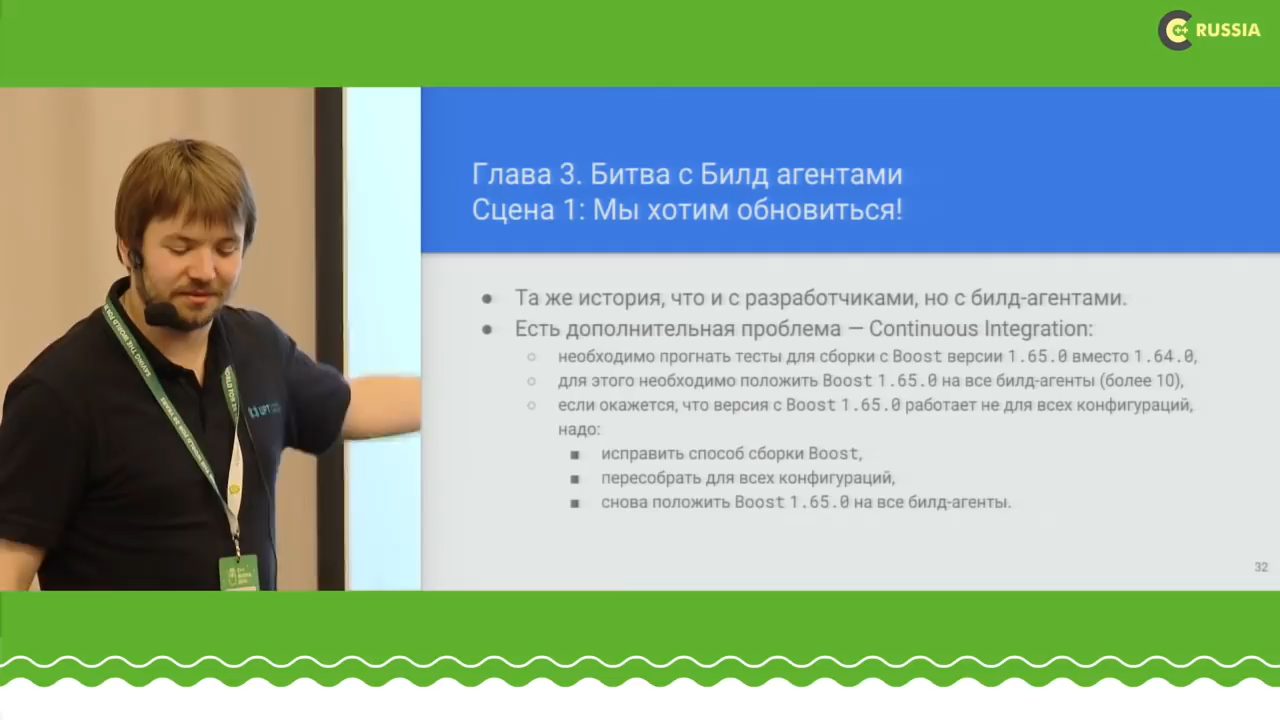 C++ RUSSIA
Глава 3. Битва с Билд агентами
Сцена 1: Мы хотим обновиться!
● Та же история, что и с разработчиками, но с билд-агентами.
● Есть дополнительная проблема — Continuous Integration:
○ необходимо прогнать тесты для сборки с Boost версии 1.65.0 вместо 1.64.0,
○ для этого необходимо положить Boost 1.65.0 на все билд-агенты (более 10),
○ если окажется, что версия с Boost 1.65.0 работает не для всех конфигураций,
надо:
■ исправить способ сборки Boost,
■ пересобрать для всех конфигураций,
■ снова положить Boost 1.65.0 на все билд-агенты.
32